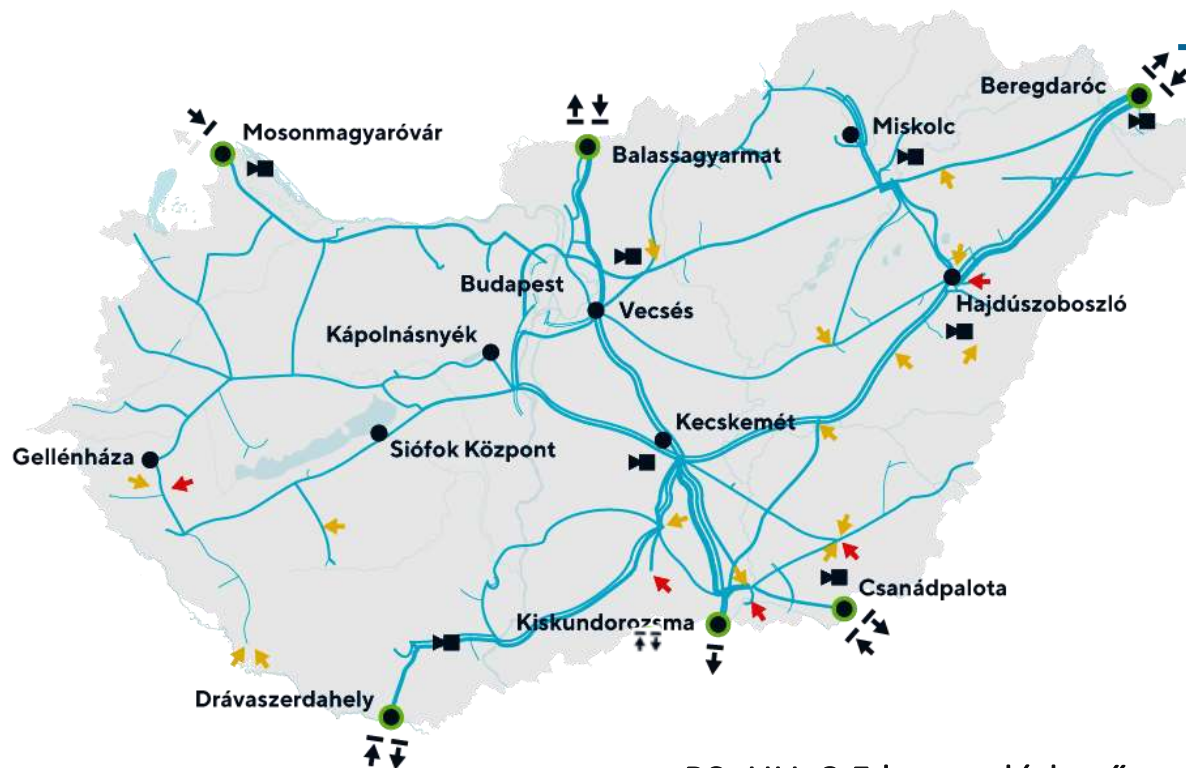 Beregdaróc
Mosonmagyaróvár
Miskolc
Balassagyarmat
Budapest
Hajdúszoboszló
Vecsés
Kápolnásnyék
Kecskemét
Gellénháza
Siófok Központ
Csanádpalota
Kiskundorozsma
Drávaszerdahely